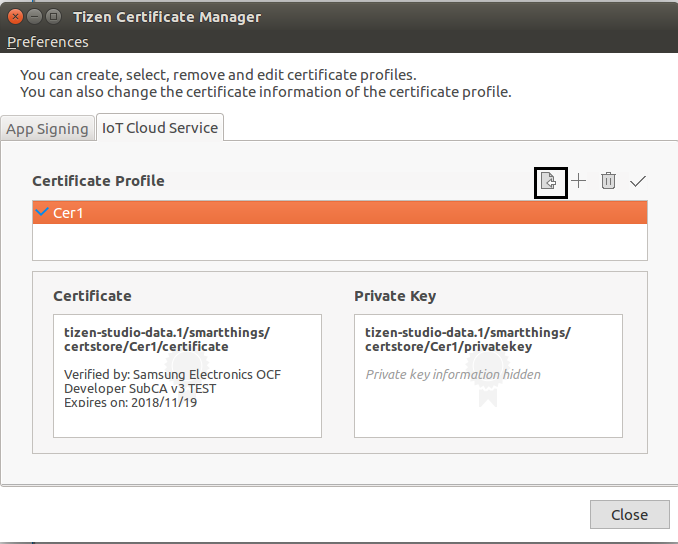 Tizen Certificate Manager
Preferences
You can create, select, remove and edit certificate profiles.
You can also change the certificate information of the certificate profile.
App Signing
IoT Cloud Service
Certificate Profile
Cer1
Certificate
tizen-studio-data.1/smartthings/
certstore/Cer1/certificate
Verified by: Samsung Electronics OCF
Developer SubCA v3 TEST
Expires on: 2018/11/19
Private Key
tizen-studio-data.1/smartthings/
certstore/Cer1/privatekey
Private key information hidden
Close